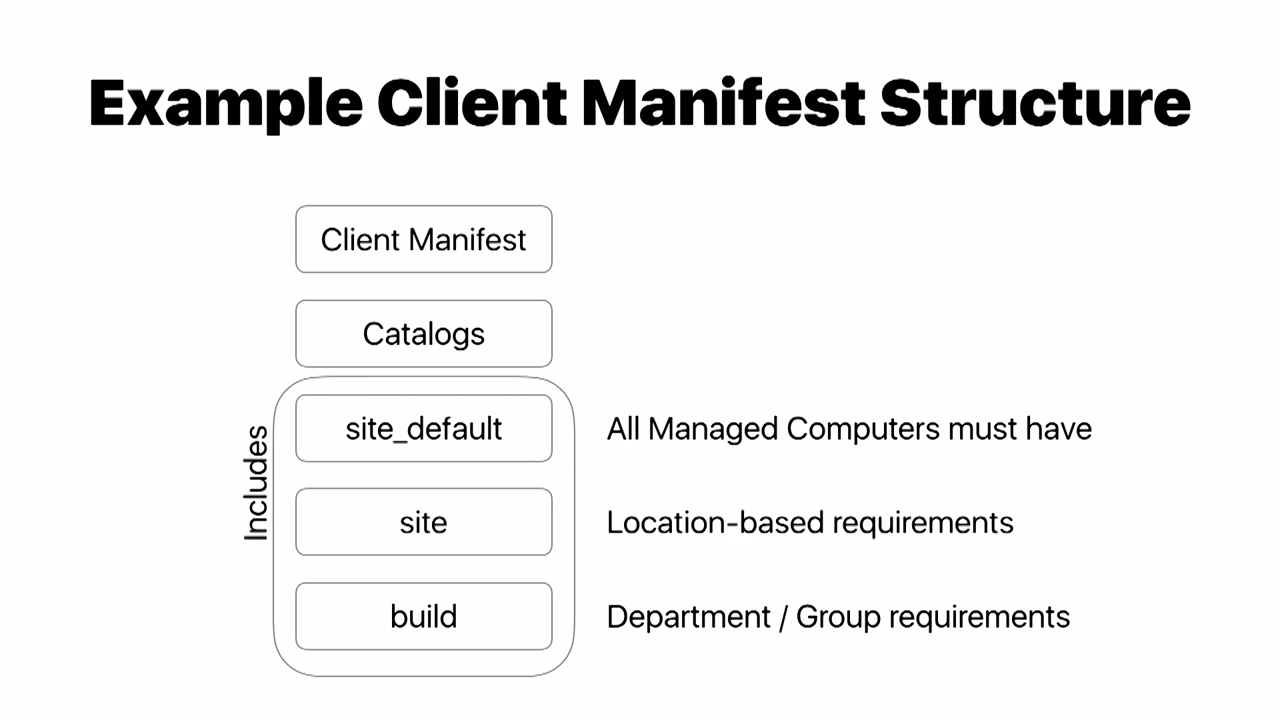 Example Client Manifest Structure
Client Manifest
Catalogs
Includes
site_default
All Managed Computers must have
site
Location-based requirements
build
Department / Group requirements